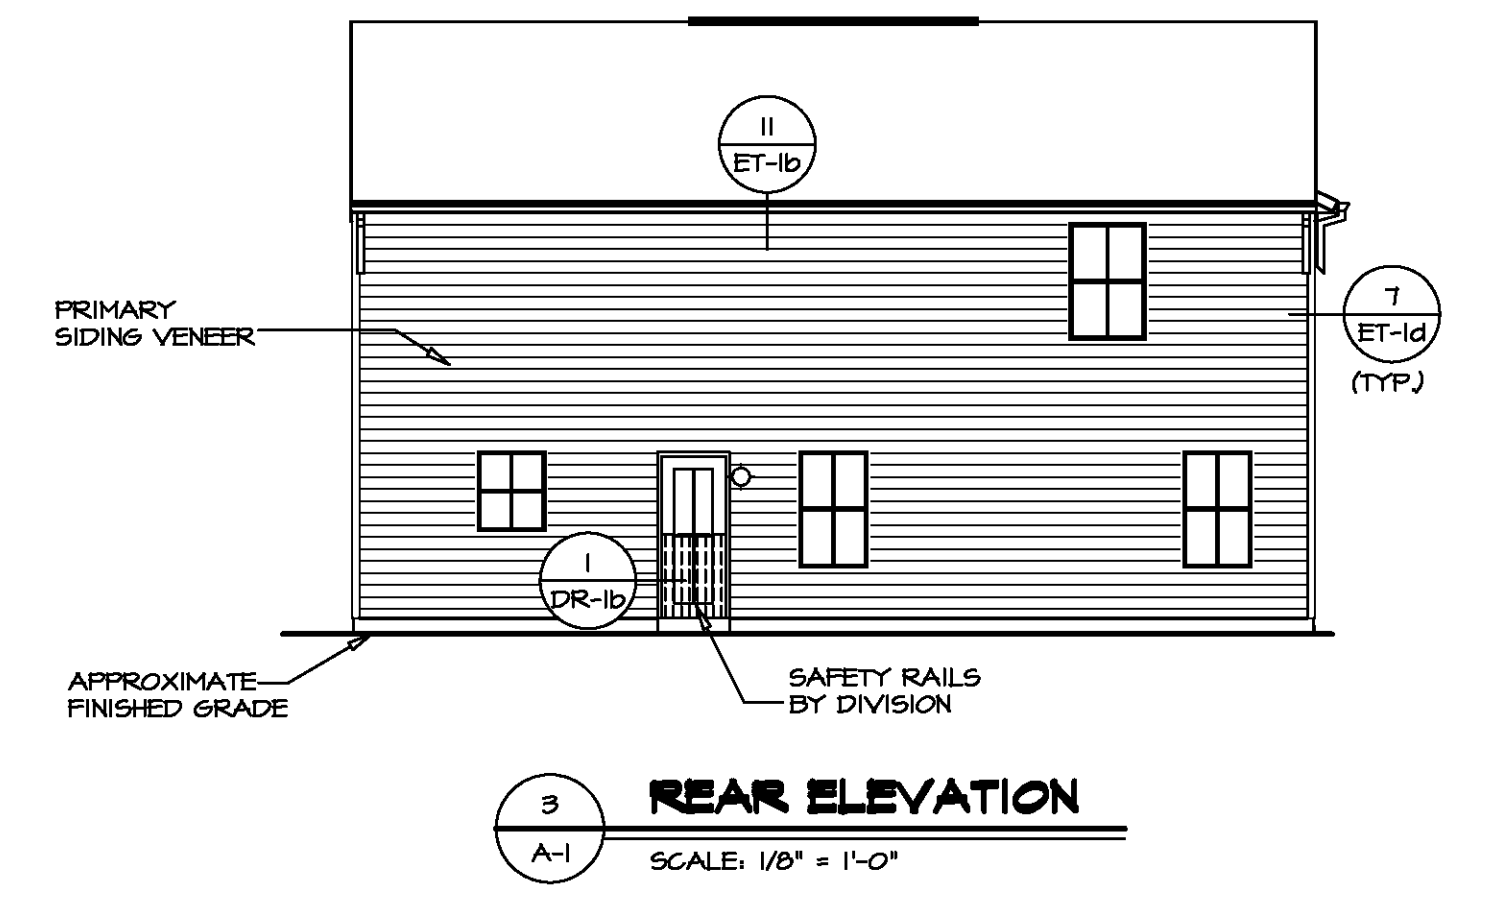 11
ET-1b
PRIMARY
SIDING VENEER
7
ET-1d
(TYP.)
1
DR-1b
APPROXIMATE
FINISHED GRADE
SAFETY RAILS
BY DIVISION
3
A-1
REAR ELEVATION
SCALE: 1/8" = 1'-0"